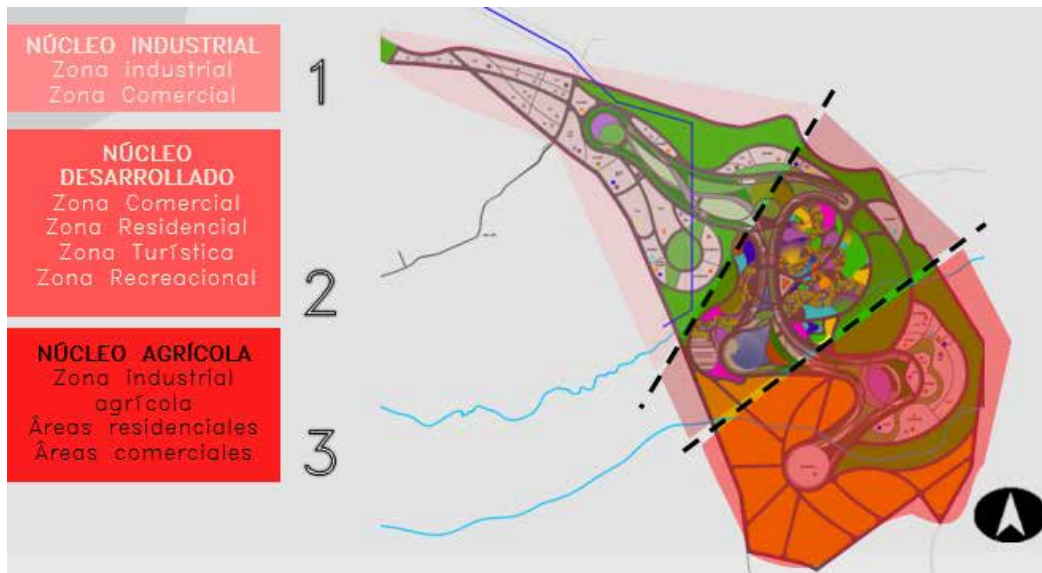 NÚCLEO INDUSTRIAL
Zona industrial
Zona Comercial
1
NÚCLEO
DESARROLLADO
Zona Comercial
Zona Residencial
Zona Turística
Zona Recreacional
2
NÚCLEO AGRÍCOLA
Zona industrial
agrícola
Âreas residenciales
Âreas comerciales
3